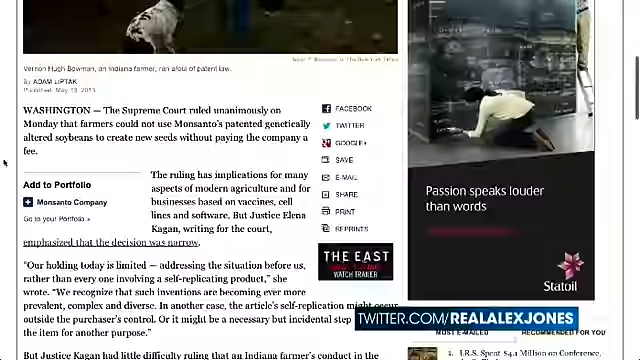 Vernon Hugh Bowman, an Indiana farmer, ran afoul of patent law.
By ADAM LIPTAK
Published: May 13, 2013
WASHINGTON — The Supreme Court ruled unanimously on
Monday that farmers could not use Monsanto's patented genetically
altered soybeans to create new seeds without paying the company a
fee.
Add to Portfolio
Monsanto Company
Go to your Portfolio »
The ruling has implications for many
aspects of modern agriculture and for
businesses based on vaccines, cell
lines and software. But Justice Elena
Kagan, writing for the court,
emphasized that the decision was narrow.
“Our holding today is limited — addressing the situation before us,
rather than every one involving a self-replicating product,” she
wrote. “We recognize that such inventions are becoming ever more
prevalent, complex and diverse. In another case, the article’s self-replication might occur
outside the purchaser’s control. Or it might be a necessary but incidental step
the item for another purpose.”
But Justice Kagan had little difficulty ruling that an Indiana farmer’s conduct in the
FACEBOOK
TWITTER
GOOGLE+
SAVE
E-MAIL
SHARE
PRINT
REPRINTS
THE EAST
WATCH TRAILER
Passion speaks louder
than words
Statoil
TWITTER.COM/REALALEXJONES
MOST E-MAILED
RECOMMENDED FOR YOU
1. I.R.S. Spent $4.1 Million on Conference,